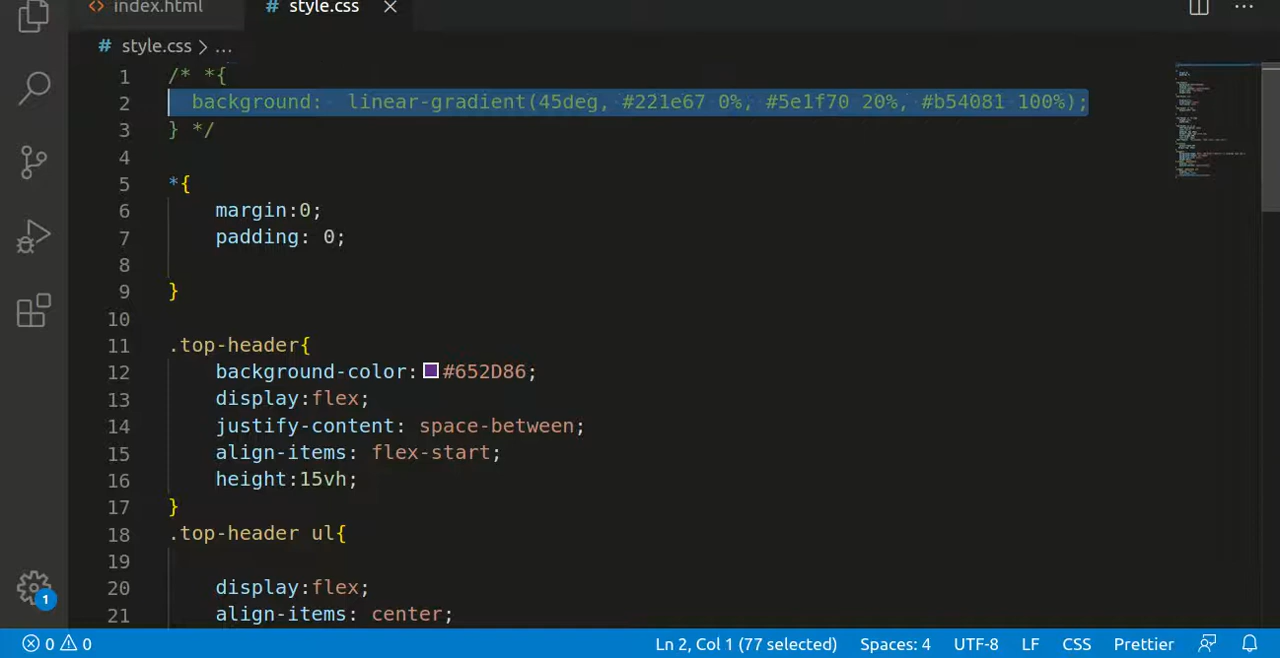 index.html
# style.css
# style.css > ...
1 /* *{
2 background: linear-gradient(45deg, #221e67 0%, #5e1f70 20%, #b54081 100%);
3 } */
4
5 *{
6 margin:0;
7 padding: 0;
8
9 }
10
11 .top-header{
12 background-color: #652D86;
13 display:flex;
14 justify-content: space-between;
15 align-items: flex-start;
16 height:15vh;
17 }
18 .top-header ul{
19
20 display:flex;
21 align-items: center;
1
0 0 Ln 2, Col 1 (77 selected) Spaces: 4 UTF-8 LF CSS Prettier